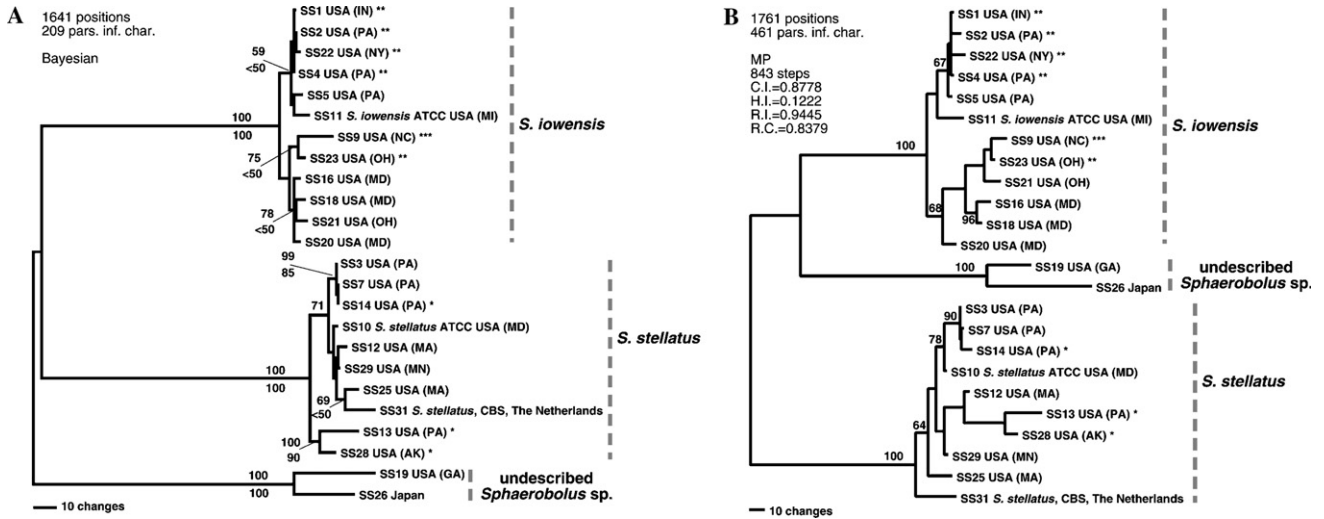 A
1641 positions
209 pars. inf. char.
Bayesian
SS1 USA (IN) **
SS2 USA (PA) **
59
SS22 USA (NY) **
<50
SS4 USA (PA) **
SS5 USA (PA)
SS11 S. iowensis ATCC USA (MI)
100
100
S. iowensis
SS9 USA (NC) ***
75
SS23 USA (OH) **
<50
SS16 USA (MD)
SS18 USA (MD)
78
SS21 USA (OH)
<50
SS20 USA (MD)
99
SS3 USA (PA)
85
SS7 USA (PA)
71
SS14 USA (PA) *
SS10 S. stellatus ATCC USA (MD)
S. stellatus
SS12 USA (MA)
100
SS29 USA (MN)
100
SS25 USA (MA)
69
<50
SS31 S. stellatus, CBS, The Netherlands
SS13 USA (PA) *
100
SS28 USA (AK) *
90
100
SS19 USA (GA)
100
SS26 Japan
undescribed
Sphaerobolus sp.
10 changes
B
1761 positions
461 pars. inf. char.
MP
843 steps
C.I.=0.8778
H.I.=0.1222
R.I.=0.9445
R.C.=0.8379
SS1 USA (IN) **
SS2 USA (PA) **
SS22 USA (NY) **
67
SS4 USA (PA) **
SS5 USA (PA)
SS11 S. iowensis ATCC USA (MI)
S. iowensis
100
SS9 USA (NC) ***
SS23 USA (OH) **
SS21 USA (OH)
SS16 USA (MD)
68
96
SS18 USA (MD)
SS20 USA (MD)
100
SS19 USA (GA)
SS26 Japan
undescribed
Sphaerobolus sp.
SS3 USA (PA)
90
SS7 USA (PA)
78
SS14 USA (PA) *
SS10 S. stellatus ATCC USA (MD)
S. stellatus
SS12 USA (MA)
SS13 USA (PA) *
64
SS28 USA (AK) *
SS29 USA (MN)
100
SS25 USA (MA)
SS31 S. stellatus, CBS, The Netherlands
10 changes